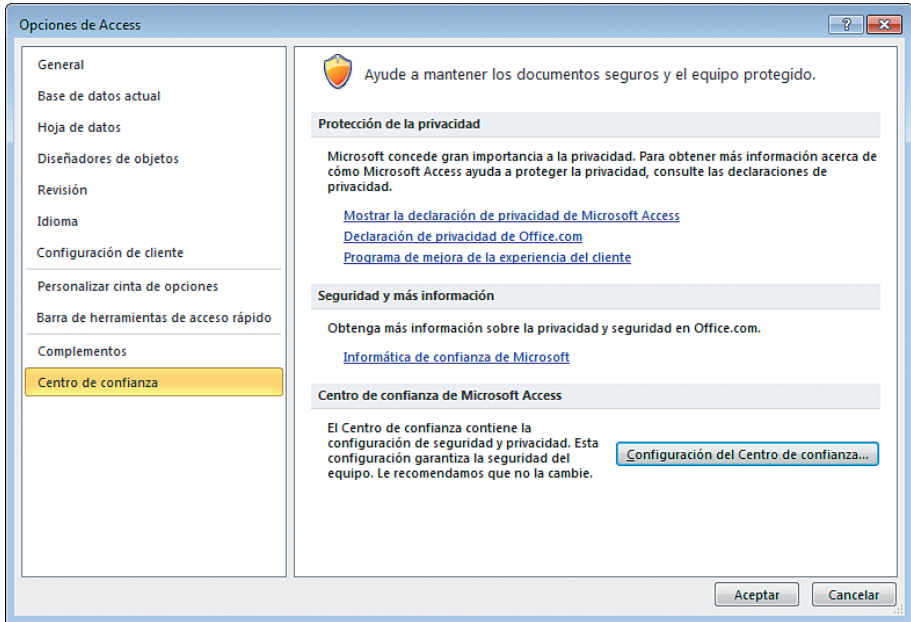 Opciones de Access
General
Base de datos actual
Hoja de datos
Diseñadores de objetos
Revisión
Idioma
Configuración de cliente
Personalizar cinta de opciones
Barra de herramientas de acceso rápido
Complementos
Centro de confianza
Ayude a mantener los documentos seguros y el equipo protegido.
Protección de la privacidad
Microsoft concede gran importancia a la privacidad. Para obtener más información acerca de
cómo Microsoft Access ayuda a proteger la privacidad, consulte las declaraciones de
privacidad.
Mostrar la declaración de privacidad de Microsoft Access
Declaración de privacidad de Office.com
Programa de mejora de la experiencia del cliente
Seguridad y más información
Obtenga más información sobre la privacidad y seguridad en Office.com.
Informática de confianza de Microsoft
Centro de confianza de Microsoft Access
El Centro de confianza contiene la
configuración de seguridad y privacidad. Esta
configuración garantiza la seguridad del
equipo. Le recomendamos que no la cambie.
Configuración del Centro de confianza...
Aceptar
Cancelar